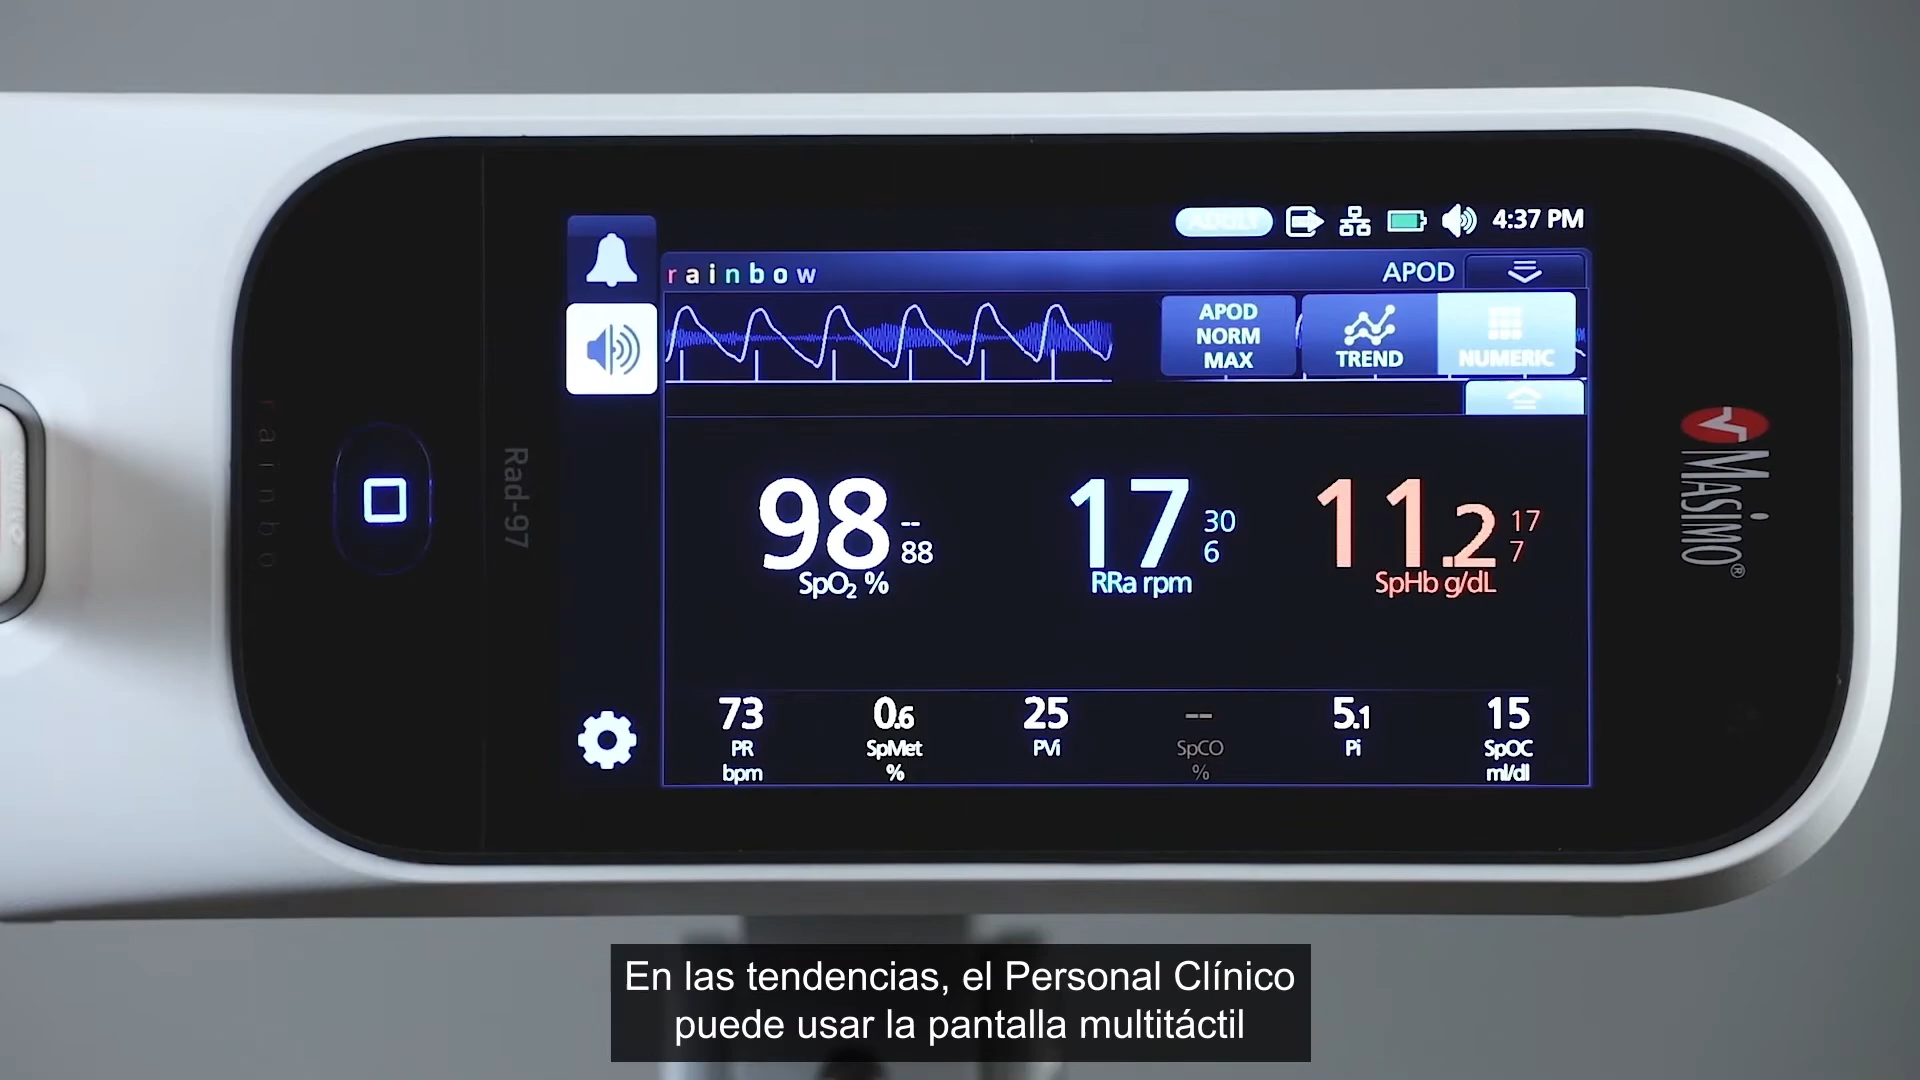 4:37 PM
rainbow
APOD
APOD
NORM
MAX
TREND
NUMERIC
98
--
88
SpO₂ %
17
30
6
RRa rpm
11.2
17
7
SpHb g/dL
73
PR
bpm
0.6
SpMet
%
25
PVi
--
SpCO
%
5.1
Pi
15
SpOC
ml/dl
rainbo
Rad-97
MASIMO®
En las tendencias, el Personal Clínico
puede usar la pantalla multitáctil